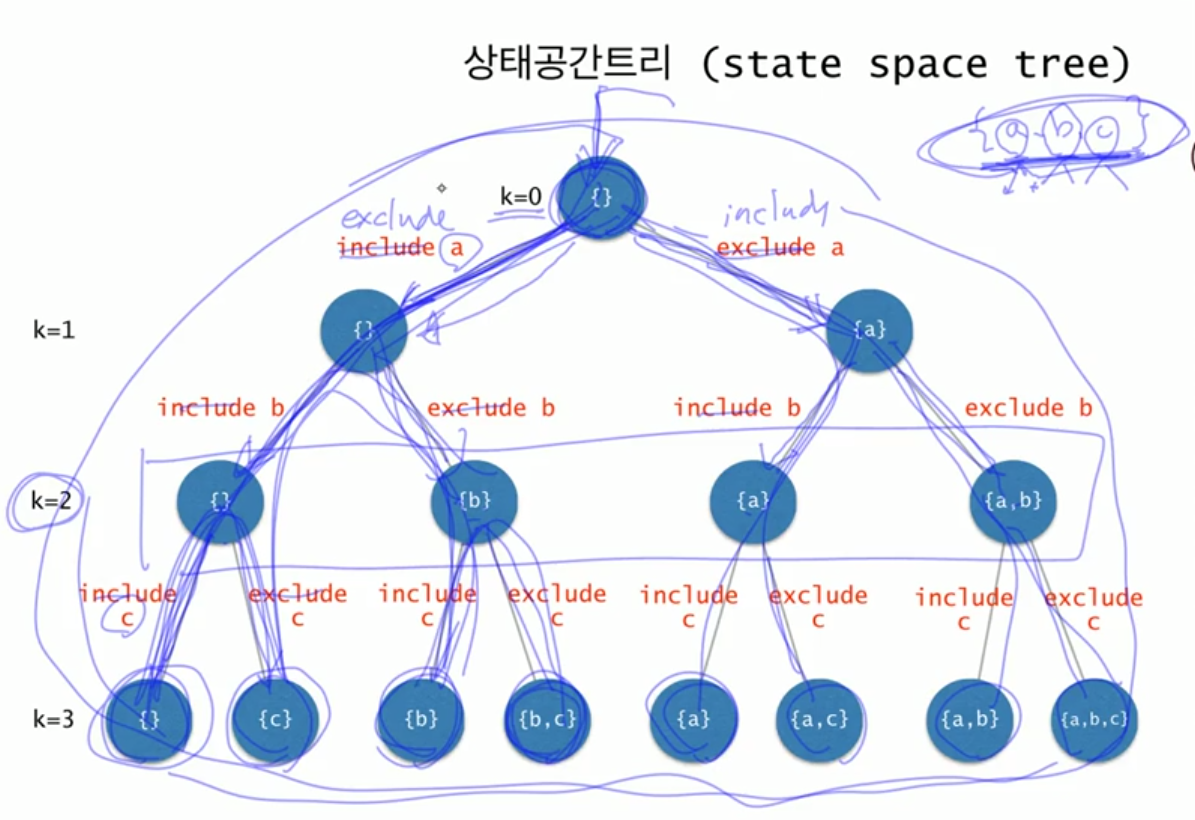 상태공간트리 (state space tree)
{a, b, c}
k=0
{}
exclude
include a
include
exclude a
k=1
{}
{a}
include b
exclude b
include b
exclude b
k=2
{}
{b}
{a}
{a,b}
include
c
exclude
c
include
c
exclude
c
include
c
exclude
c
include
c
exclude
c
k=3
{}
{c}
{b}
{b,c}
{a}
{a,c}
{a,b}
{a,b,c}